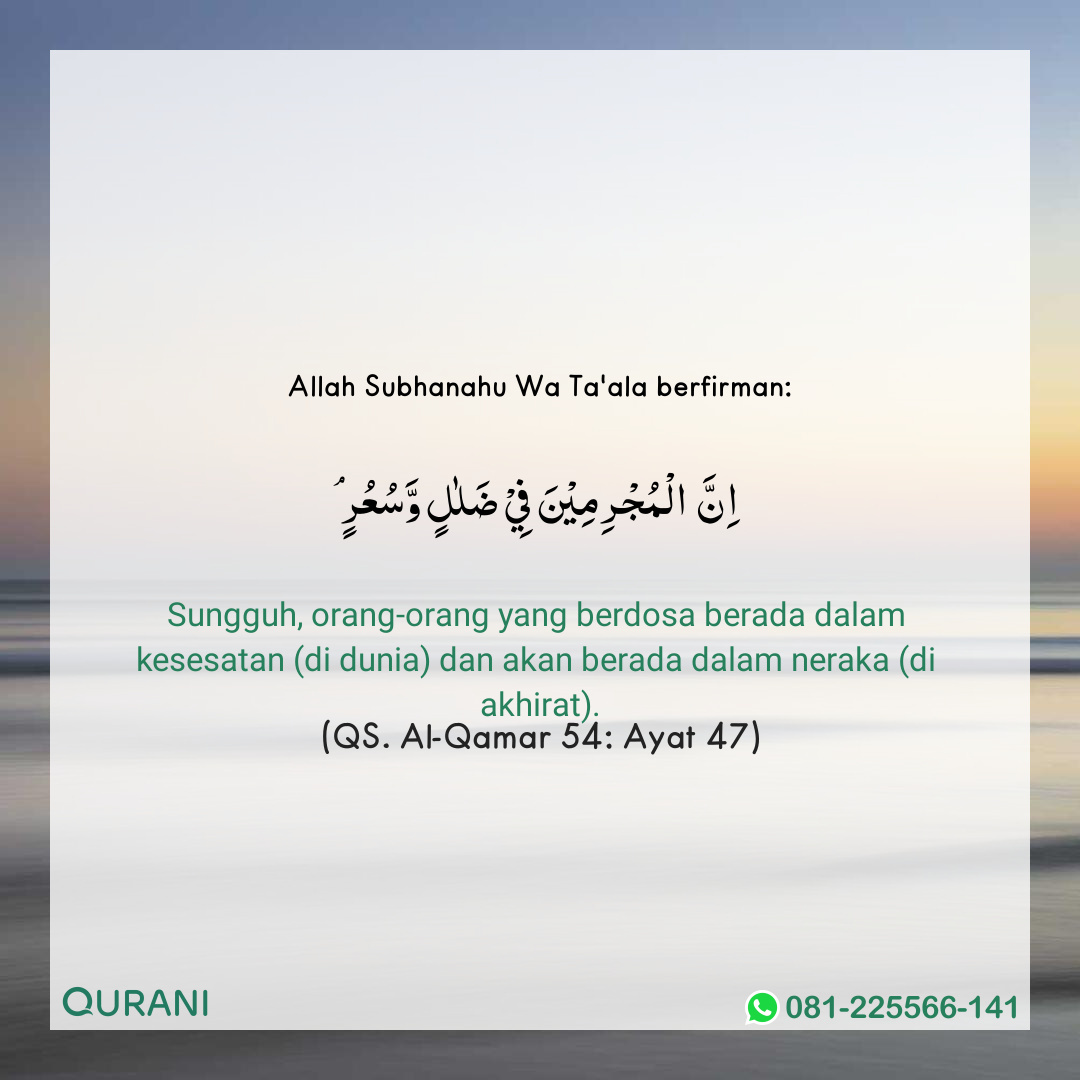 Allah Subhanahu Wa Ta'ala berfirman:
اِنَّ الْمُجْرِمِيْنَ فِيْ ضَلٰلٍ وَّسُعُرٍ ۘ
Sungguh, orang-orang yang berdosa berada dalam
kesesatan (di dunia) dan akan berada dalam neraka (di
akhirat).
(QS. Al-Qamar 54: Ayat 47)
QURANI
081-225566-141